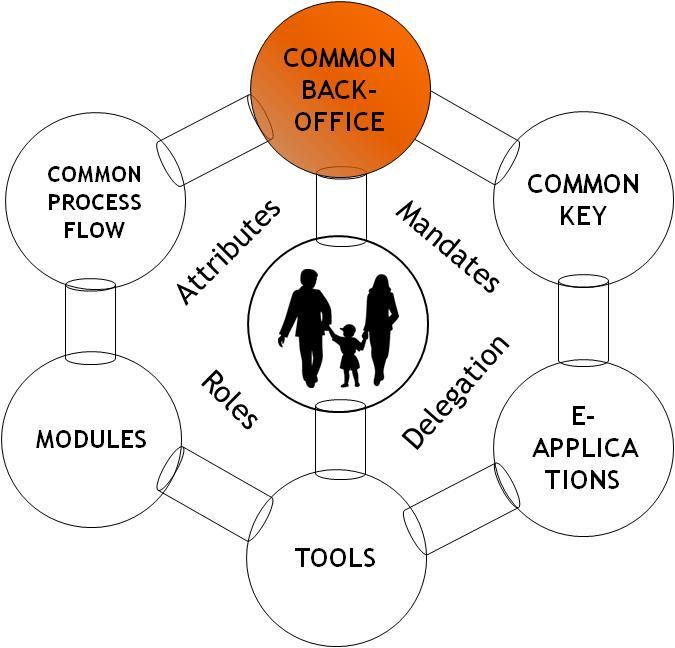 COMMON
BACK-
OFFICE
COMMON
PROCESS
FLOW
COMMON
KEY
Attributes
Mandates
Roles
Delegation
MODULES
E-
APPLICA
TIONS
TOOLS